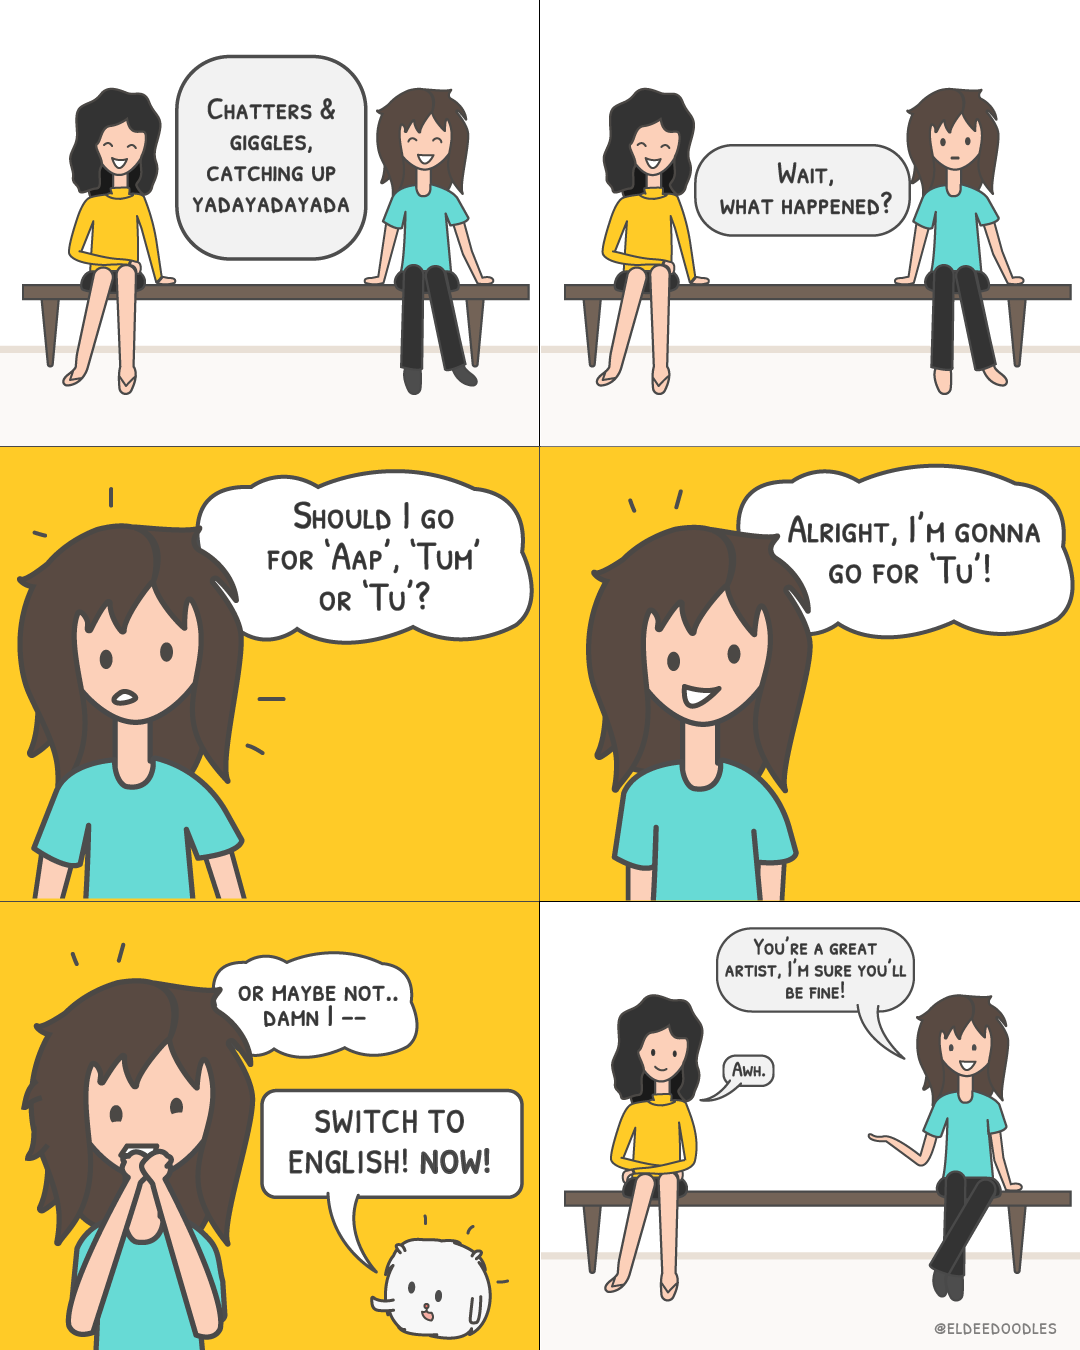 Chatters &
giggles,
catching up
yadayadayada
Wait,
what happened?
Should I go
for 'Aap', 'Tum'
or 'Tu'?
Alright, I'm gonna
go for 'Tu'!
or maybe not..
damn I --
SWITCH TO
ENGLISH! NOW!
You're a great
artist, I'm sure you'll
be fine!
Awh.
@ELDEEDOODLES